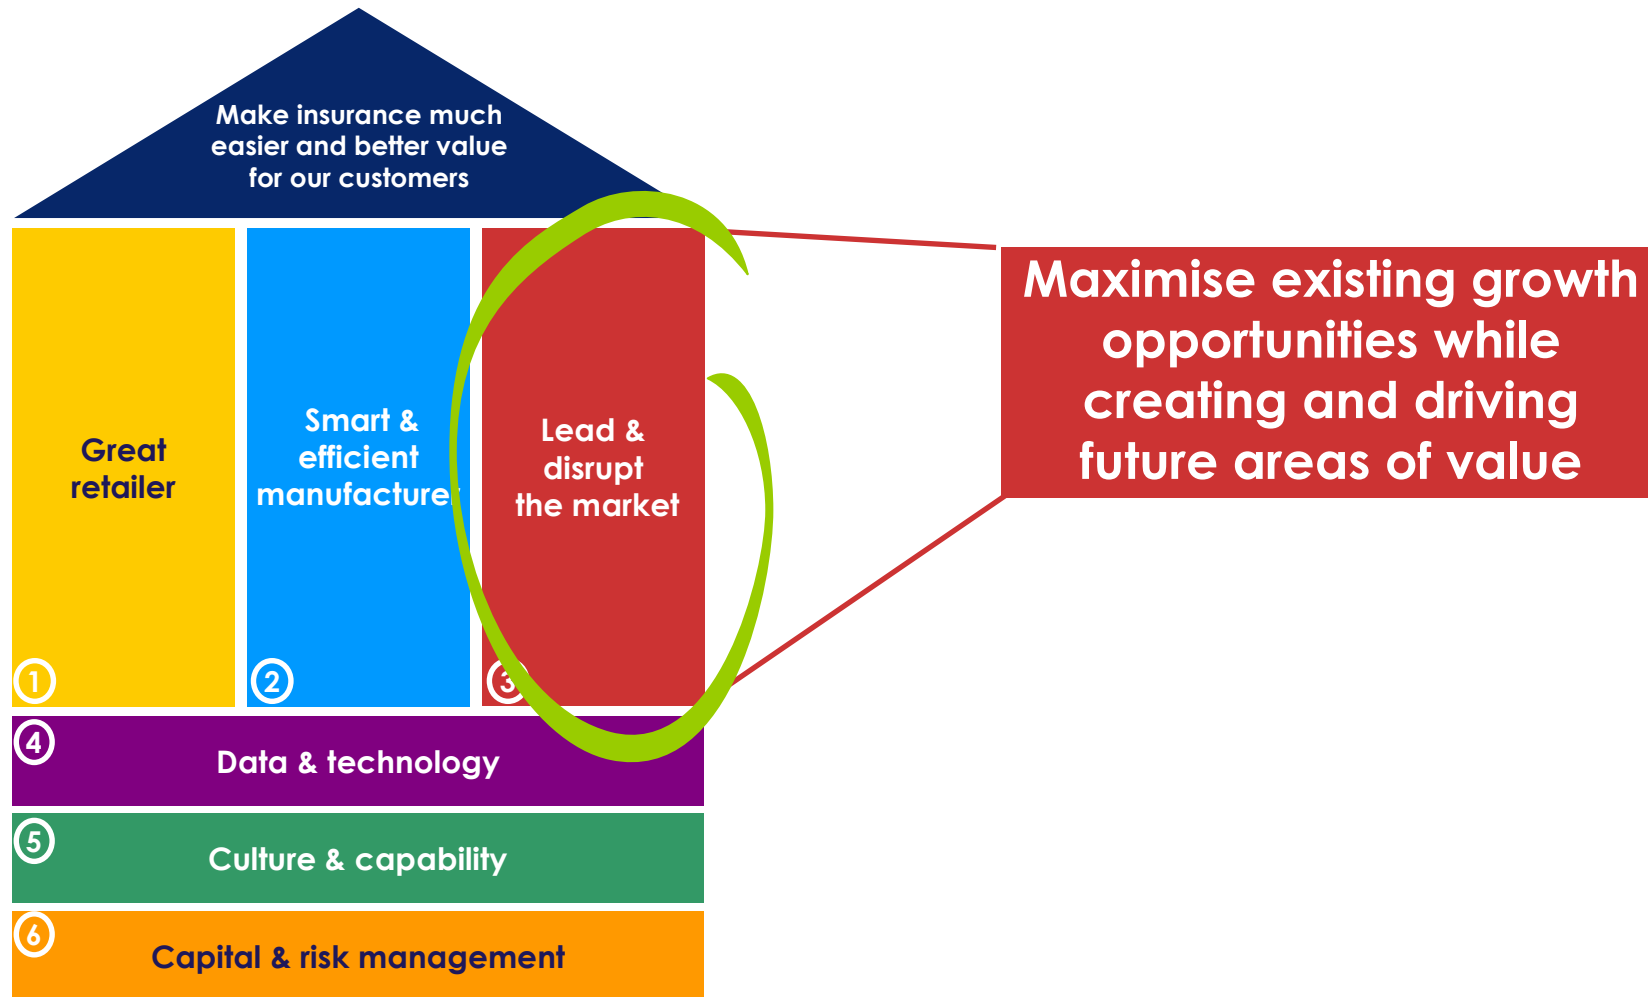 Make insurance much
easier and better value
for our customers
Great
retailer
1
Smart &
efficient
manufacturer
2
Lead &
disrupt
the market
3
Maximise existing growth
opportunities while
creating and driving
future areas of value
4
Data & technology
5
Culture & capability
6
Capital & risk management